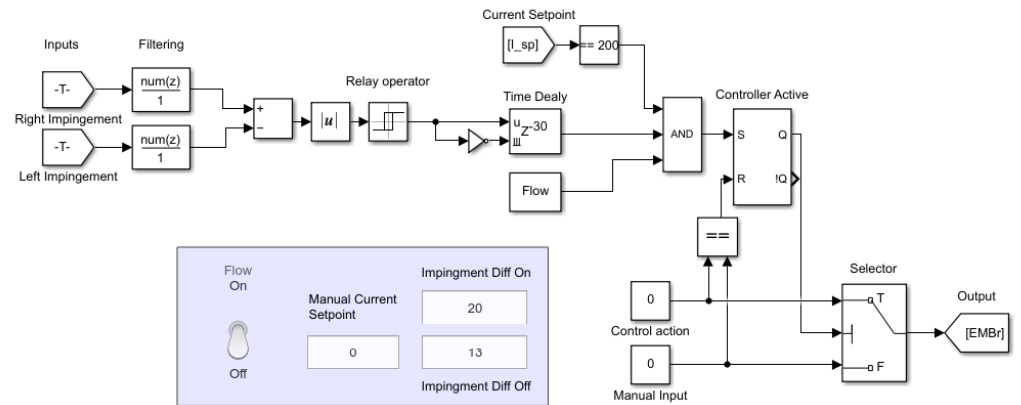 Current Setpoint
[I_sp]
== 200
Inputs
Filtering
-T-
num(z)
1
Right Impingement
-T-
num(z)
1
Left Impingement
+
−
|u|
Relay operator
Time Dealy
u
Z-30
Flow
AND
Controller Active
S
Q
R
!Q
==
0
Control action
0
Manual Input
Selector
T
F
Output
[EMBr]
Flow
On
Off
Manual Current
Setpoint
0
Impingment Diff On
20
13
Impingment Diff Off